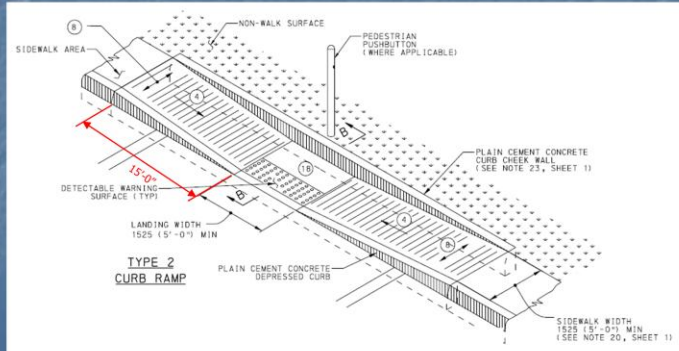 8
NON-WALK SURFACE
SIDEWALK AREA
PEDESTRIAN
PUSHBUTTON
(WHERE APPLICABLE)
4
B
PLAIN CEMENT CONCRETE
CURB CHEEK WALL
(SEE NOTE 23, SHEET 1)
15'-0"
18
DETECTABLE WARNING
SURFACE (TYP)
B
4
8
LANDING WIDTH
1525 (5'-0") MIN
TYPE 2
CURB RAMP
PLAIN CEMENT CONCRETE
DEPRESSED CURB
SIDEWALK WIDTH
1525 (5'-0") MIN
(SEE NOTE 20, SHEET 1)